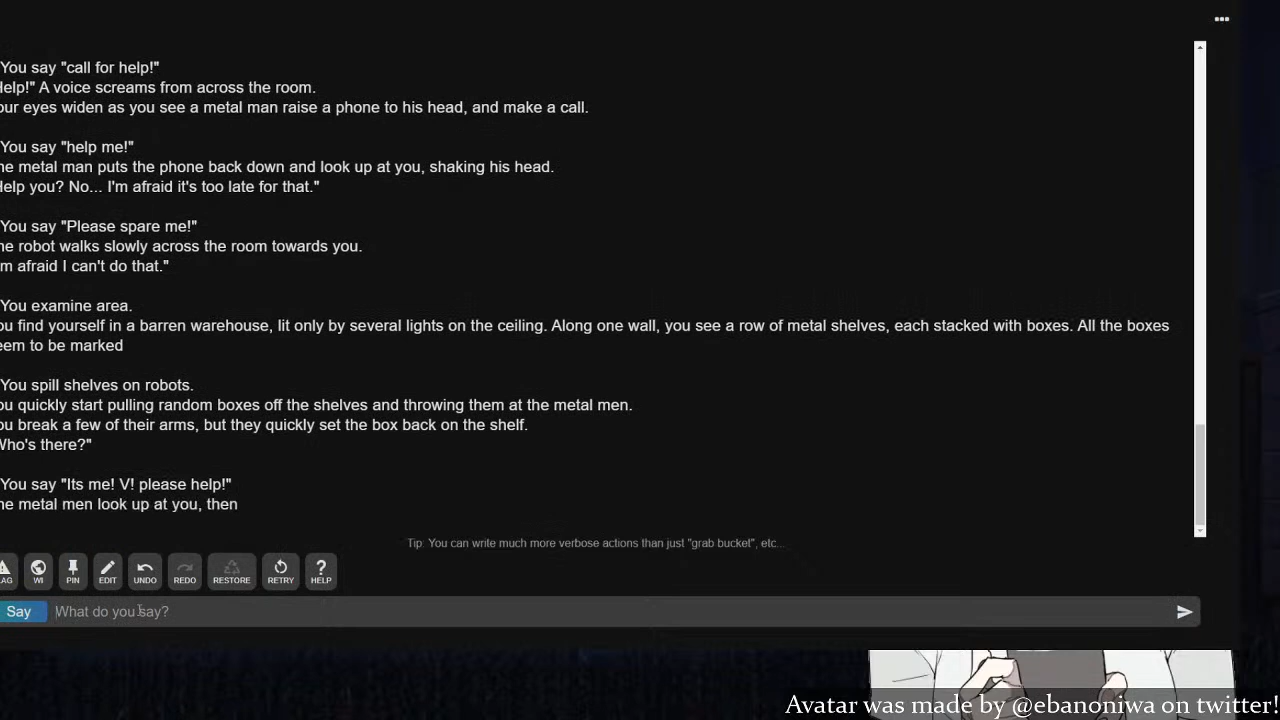 You say "call for help!"
Help!" A voice screams from across the room.
our eyes widen as you see a metal man raise a phone to his head, and make a call.
You say "help me!"
he metal man puts the phone back down and look up at you, shaking his head.
Help you? No... I'm afraid it's too late for that."
You say "Please spare me!"
he robot walks slowly across the room towards you.
m afraid I can't do that."
You examine area.
ou find yourself in a barren warehouse, lit only by several lights on the ceiling. Along one wall, you see a row of metal shelves, each stacked with boxes. All the boxes
eem to be marked
You spill shelves on robots.
ou quickly start pulling random boxes off the shelves and throwing them at the metal men.
ou break a few of their arms, but they quickly set the box back on the shelf.
Who's there?"
You say "Its me! V! please help!"
he metal men look up at you, then
Tip: You can write much more verbose actions than just "grab bucket", etc...
LAG WI PIN EDIT UNDO REDO RESTORE RETRY HELP
Say What do you say?
Avatar was made by @ebanoniwa on twitter!